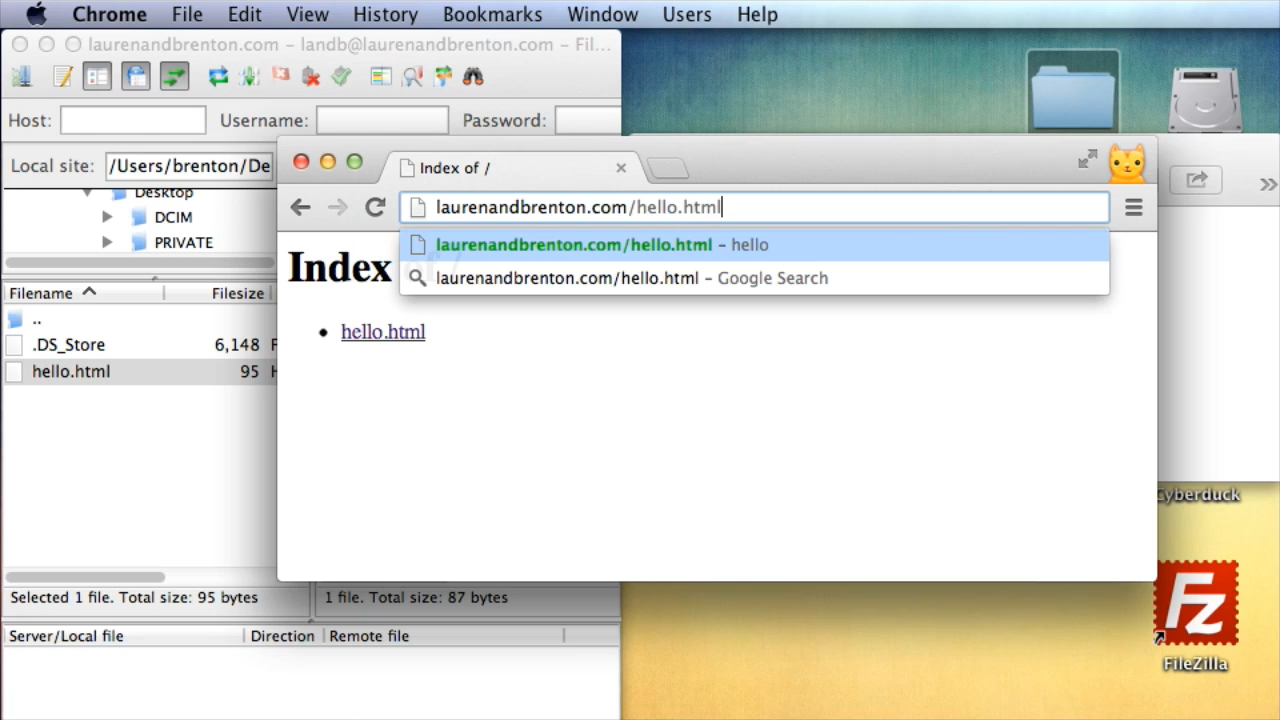 Chrome File Edit View History Bookmarks Window Users Help
laurenandbrenton.com – landb@laurenandbrenton.com – Fil...
Host: Username: Password:
Local site: /Users/brenton/De
Desktop
DCIM
PRIVATE
Filename Filesize
..
.DS_Store 6,148
hello.html 95
Selected 1 file. Total size: 95 bytes
1 file. Total size: 87 bytes
Server/Local file Direction Remote file
Index of /
laurenandbrenton.com/hello.html
laurenandbrenton.com/hello.html – hello
laurenandbrenton.com/hello.html – Google Search
Index of /
• hello.html
Cyberduck
Fz
FileZilla